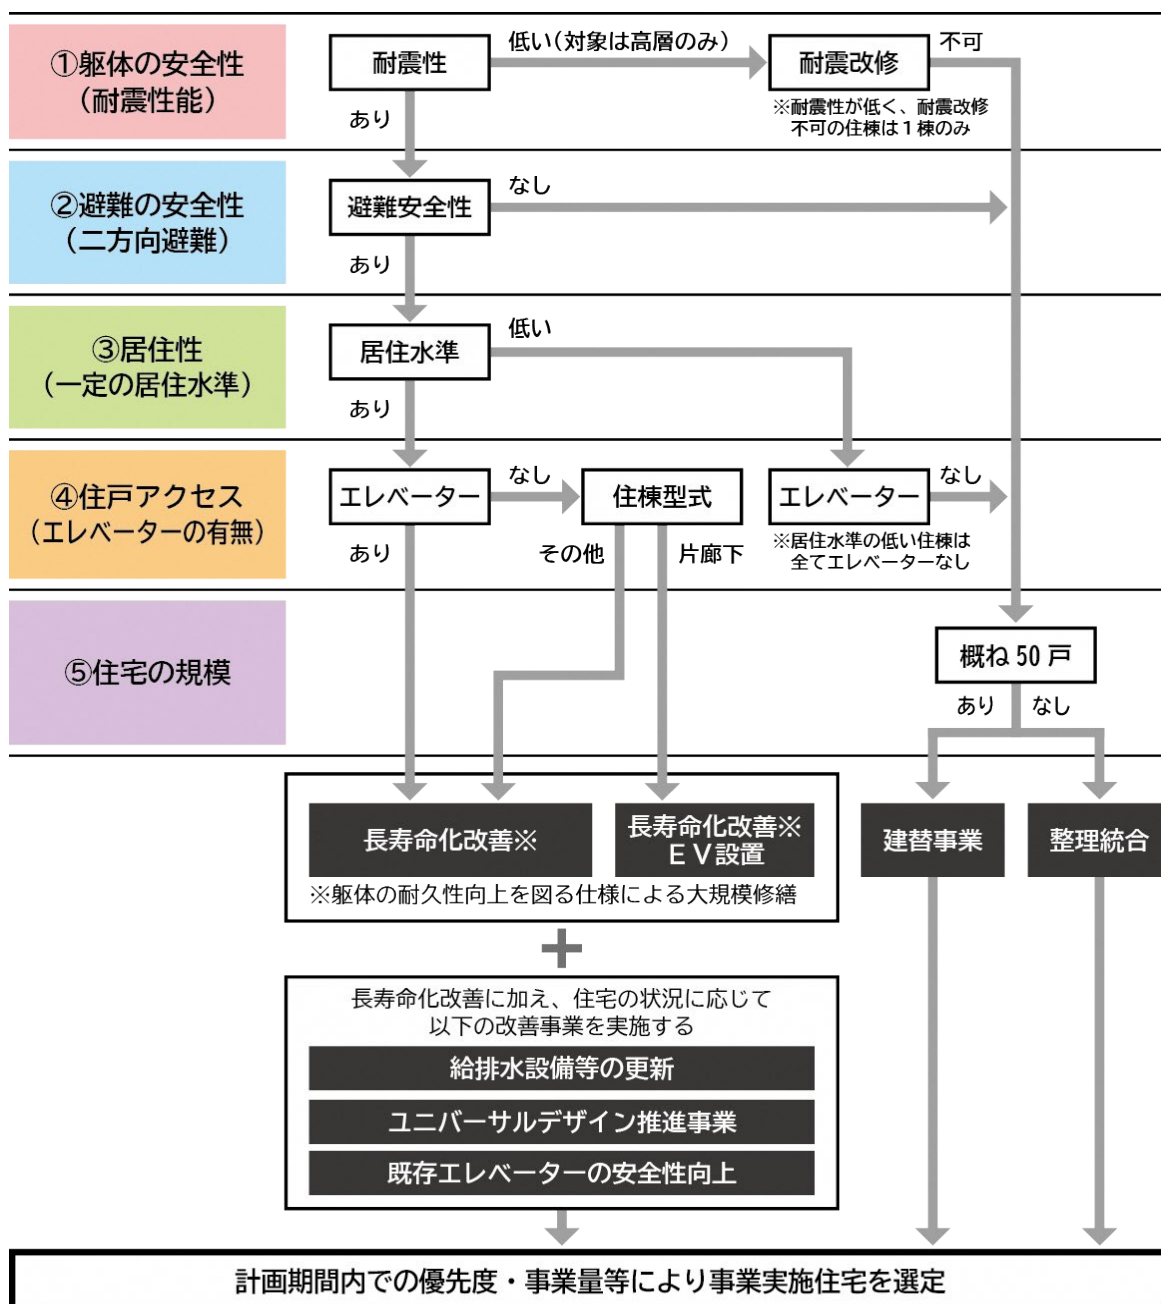 ①躯体の安全性
（耐震性能）
耐震性
低い（対象は高層のみ）
耐震改修
不可
※耐震性が低く、耐震改修
不可の住棟は１棟のみ
あり
②避難の安全性
（二方向避難）
避難安全性
なし
あり
③居住性
（一定の居住水準）
居住水準
低い
あり
④住戸アクセス
（エレベーターの有無）
エレベーター
なし
住棟型式
エレベーター
なし
※居住水準の低い住棟は
全てエレベーターなし
あり
その他
片廊下
⑤住宅の規模
概ね 50 戸
あり
なし
長寿命化改善※
長寿命化改善※
ＥＶ設置
建替事業
整理統合
※躯体の耐久性向上を図る仕様による大規模修繕
＋
長寿命化改善に加え、住宅の状況に応じて
以下の改善事業を実施する
給排水設備等の更新
ユニバーサルデザイン推進事業
既存エレベーターの安全性向上
計画期間内での優先度・事業量等により事業実施住宅を選定